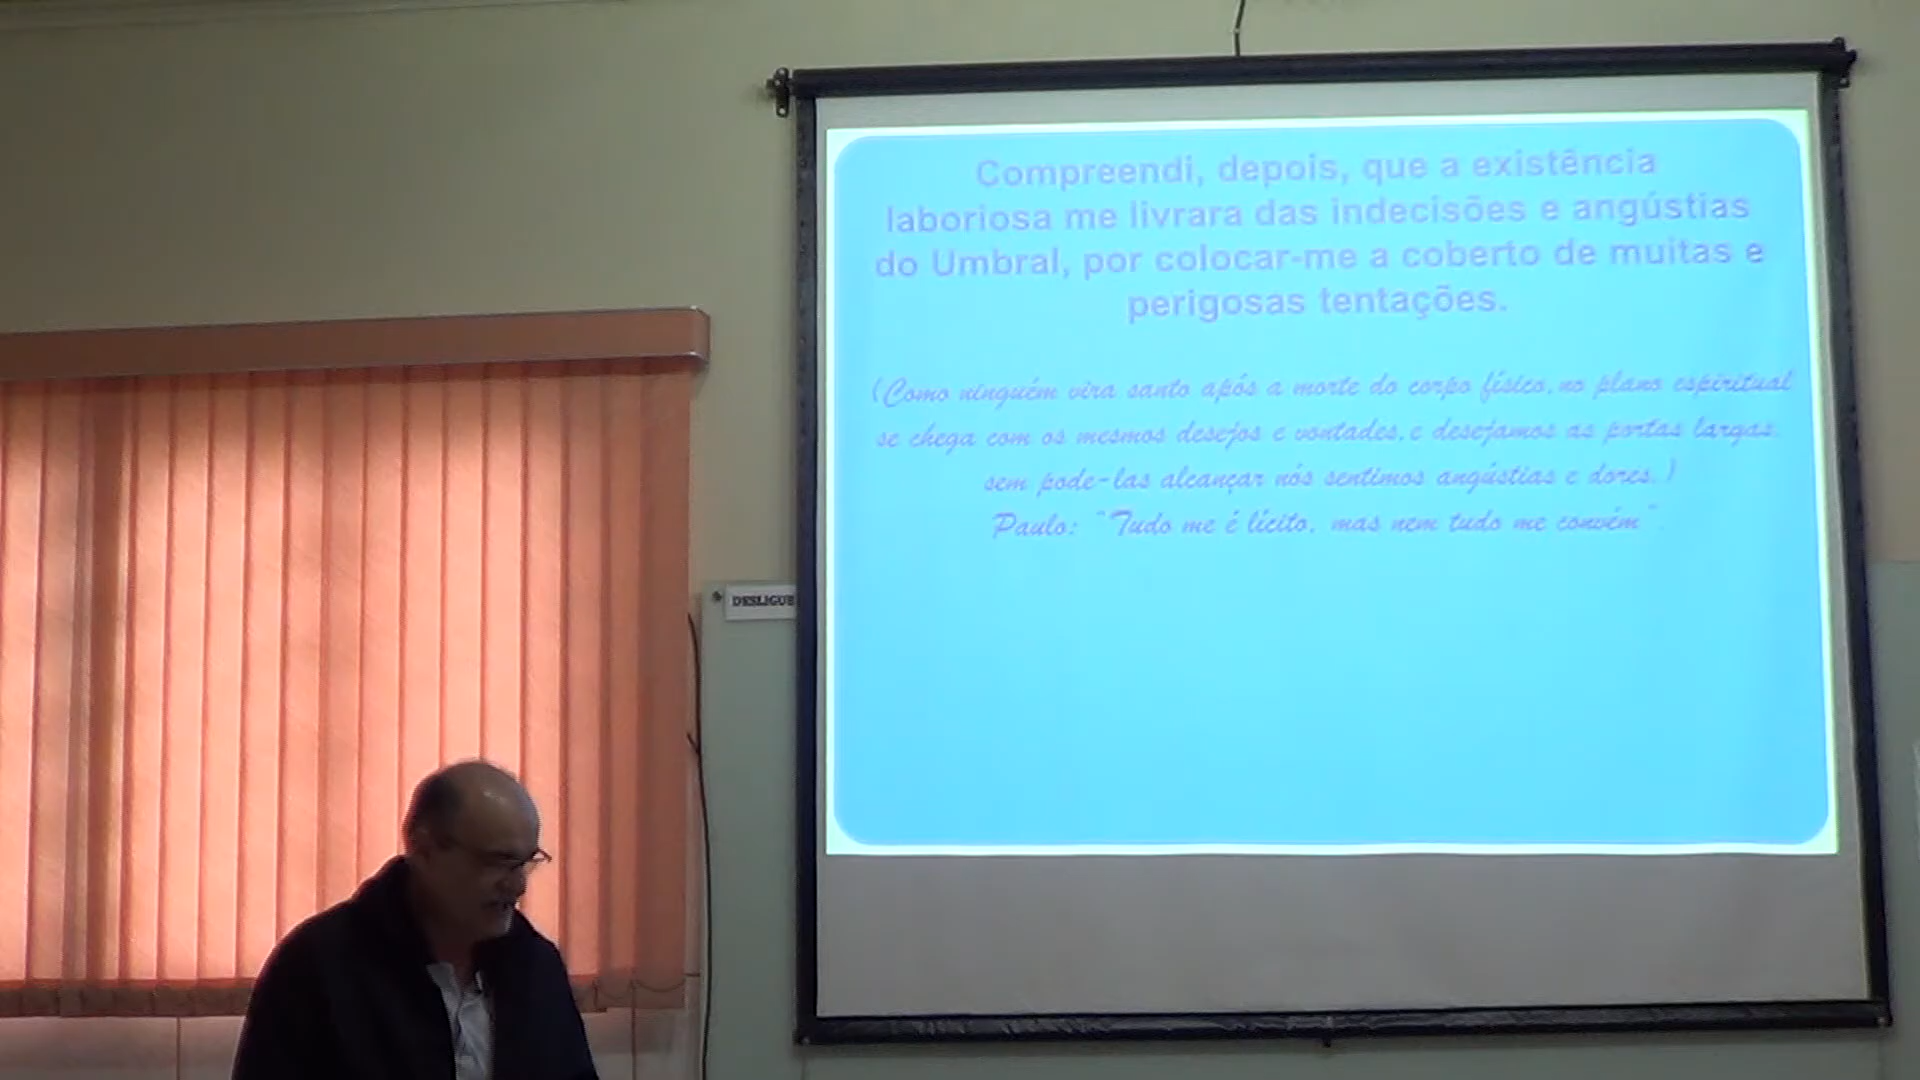 Compreendi, depois, que a existência
laboriosa me livrara das indecisões e angústias
do Umbral, por colocar-me a coberto de muitas e
perigosas tentações.
(Como ninguém vira santo após a morte do corpo físico, no plano espiritual
se chega com os mesmos desejos e vontades, e desejamos as portas largas,
sem pode-las alcançar nós sentimos angústias e dores.)
Paulo: "Tudo me é lícito, mas nem tudo me convém".
DESLIGUE